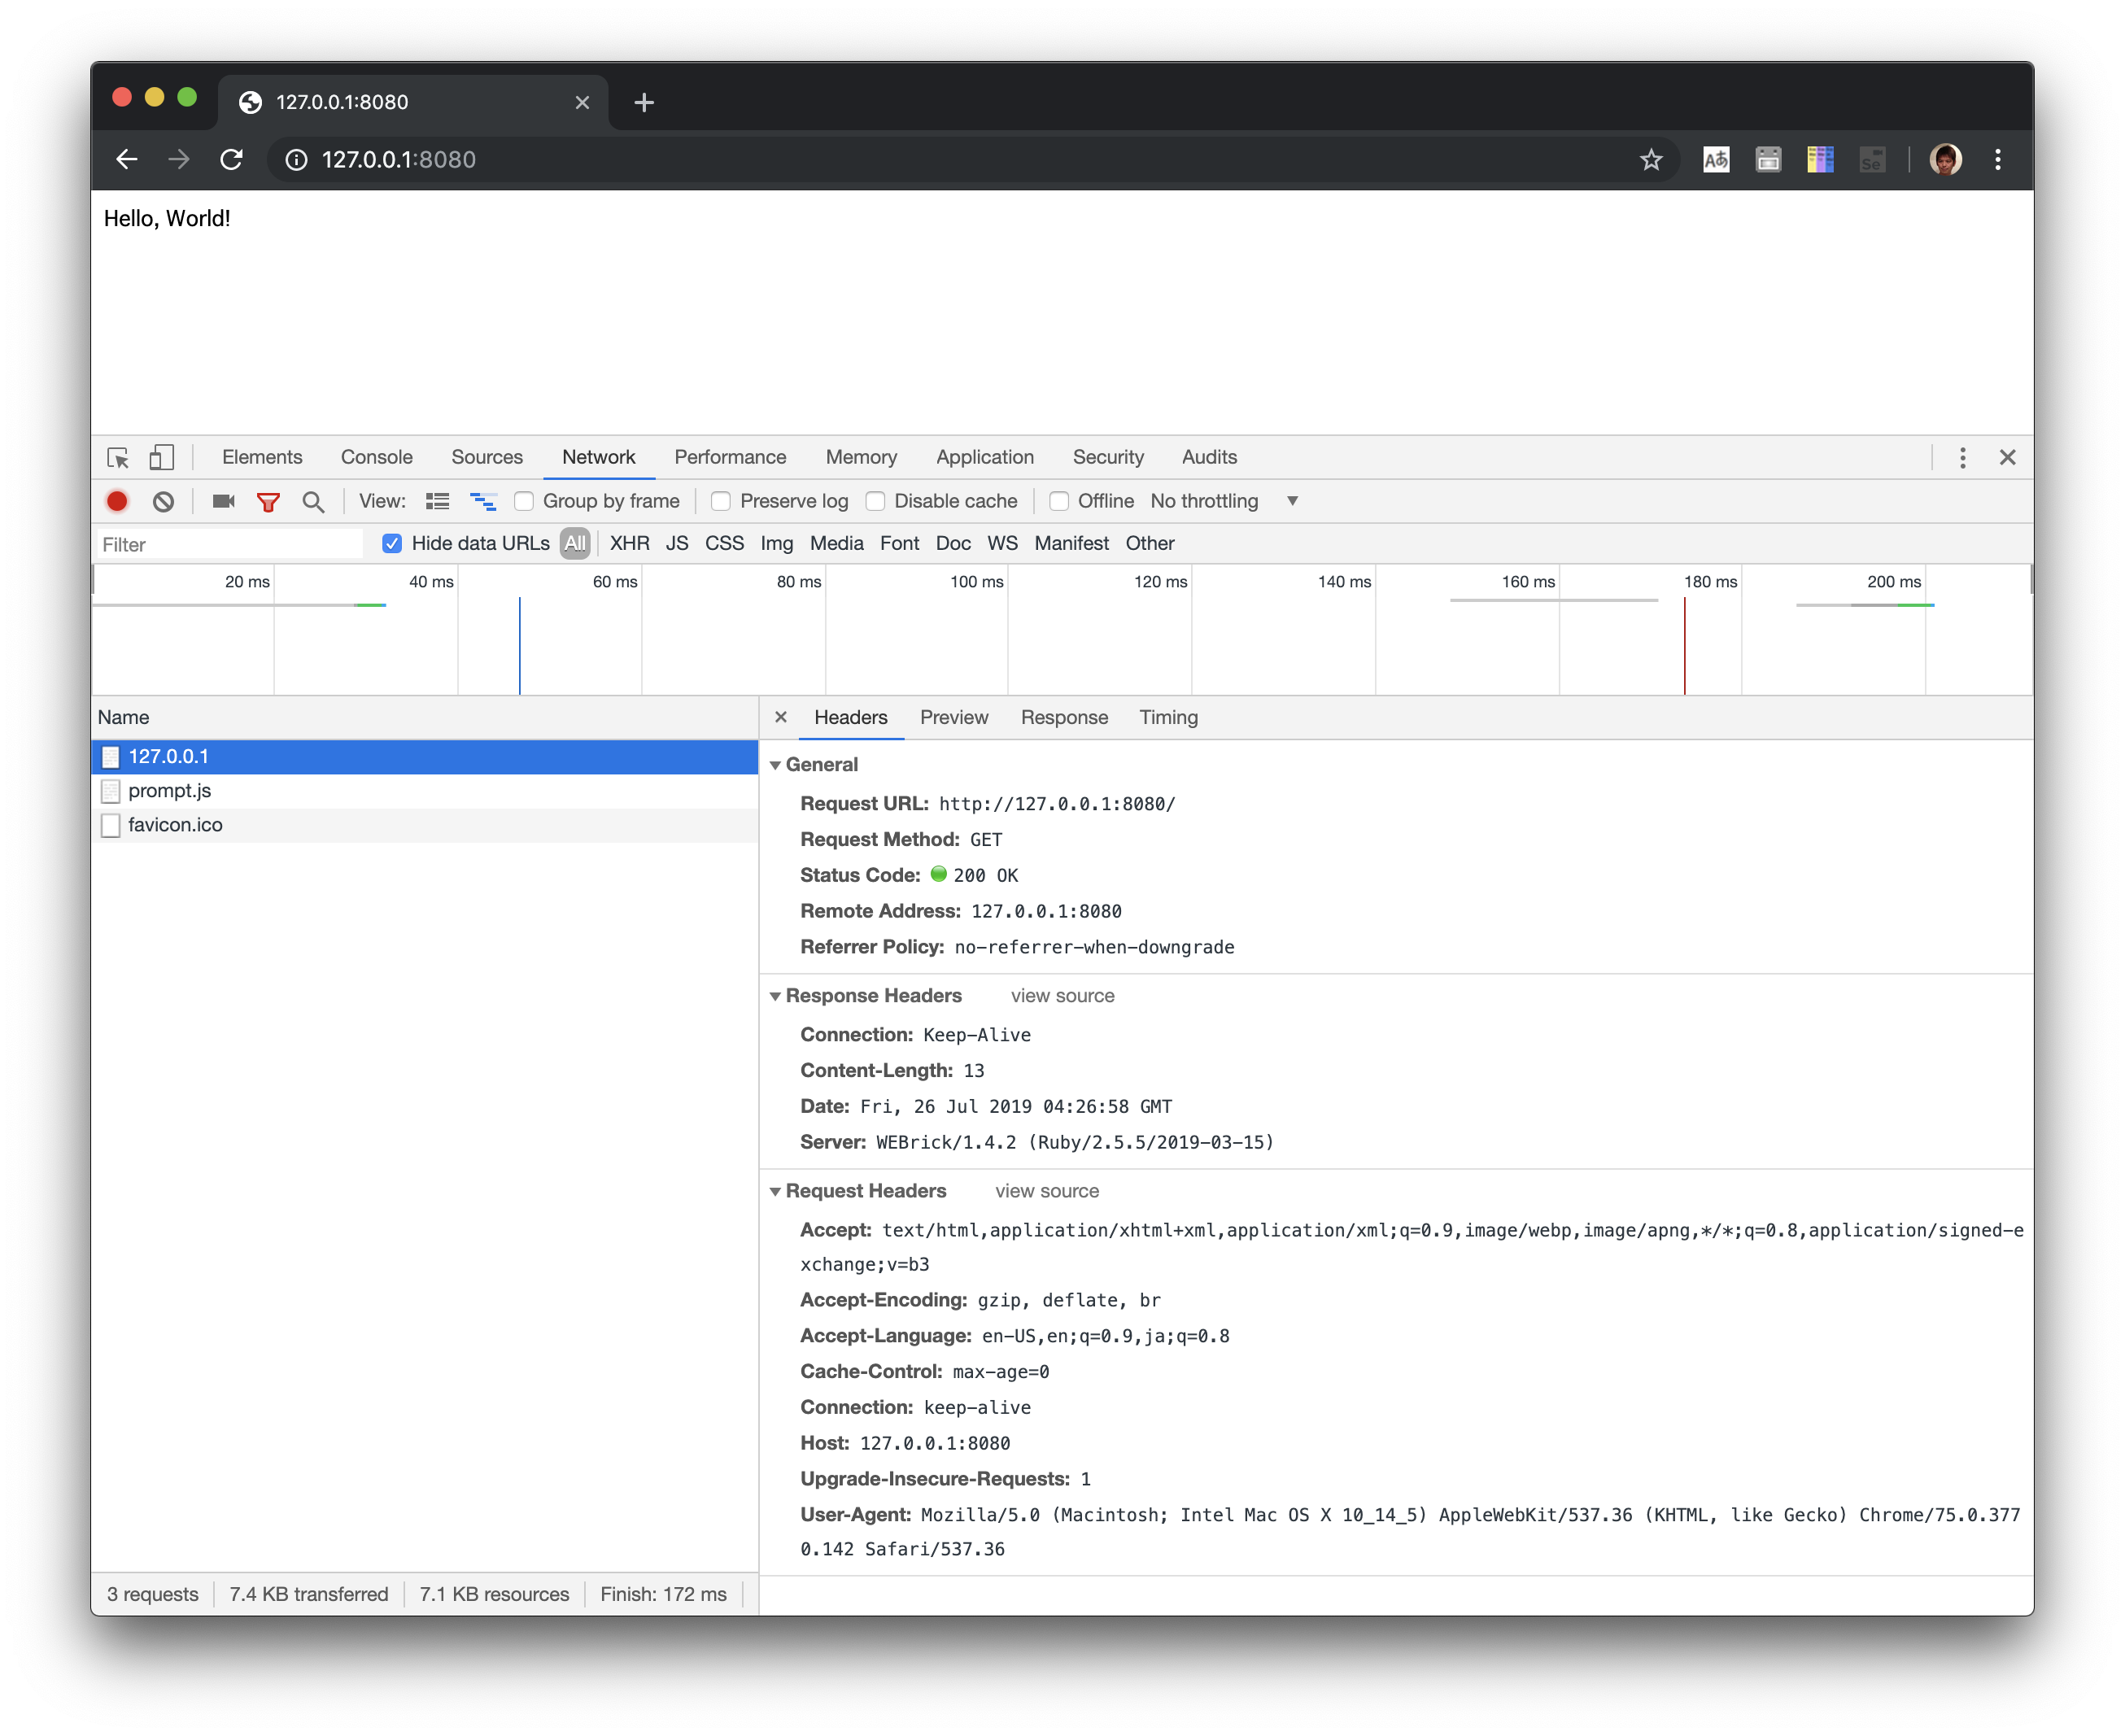 127.0.0.1:8080
127.0.0.1:8080
Aあ
Se
Hello, World!
Elements Console Sources Network Performance Memory Application Security Audits
View: Group by frame Preserve log Disable cache Offline No throttling
Filter Hide data URLs All XHR JS CSS Img Media Font Doc WS Manifest Other
20 ms 40 ms 60 ms 80 ms 100 ms 120 ms 140 ms 160 ms 180 ms 200 ms
Name
127.0.0.1
prompt.js
favicon.ico
3 requests 7.4 KB transferred 7.1 KB resources Finish: 172 ms
Headers Preview Response Timing
General
Request URL: http://127.0.0.1:8080/
Request Method: GET
Status Code: 200 OK
Remote Address: 127.0.0.1:8080
Referrer Policy: no-referrer-when-downgrade
Response Headers view source
Connection: Keep-Alive
Content-Length: 13
Date: Fri, 26 Jul 2019 04:26:58 GMT
Server: WEBrick/1.4.2 (Ruby/2.5.5/2019-03-15)
Request Headers view source
Accept: text/html,application/xhtml+xml,application/xml;q=0.9,image/webp,image/apng,*/*;q=0.8,application/signed-e
xchange;v=b3
Accept-Encoding: gzip, deflate, br
Accept-Language: en-US,en;q=0.9,ja;q=0.8
Cache-Control: max-age=0
Connection: keep-alive
Host: 127.0.0.1:8080
Upgrade-Insecure-Requests: 1
User-Agent: Mozilla/5.0 (Macintosh; Intel Mac OS X 10_14_5) AppleWebKit/537.36 (KHTML, like Gecko) Chrome/75.0.377
0.142 Safari/537.36